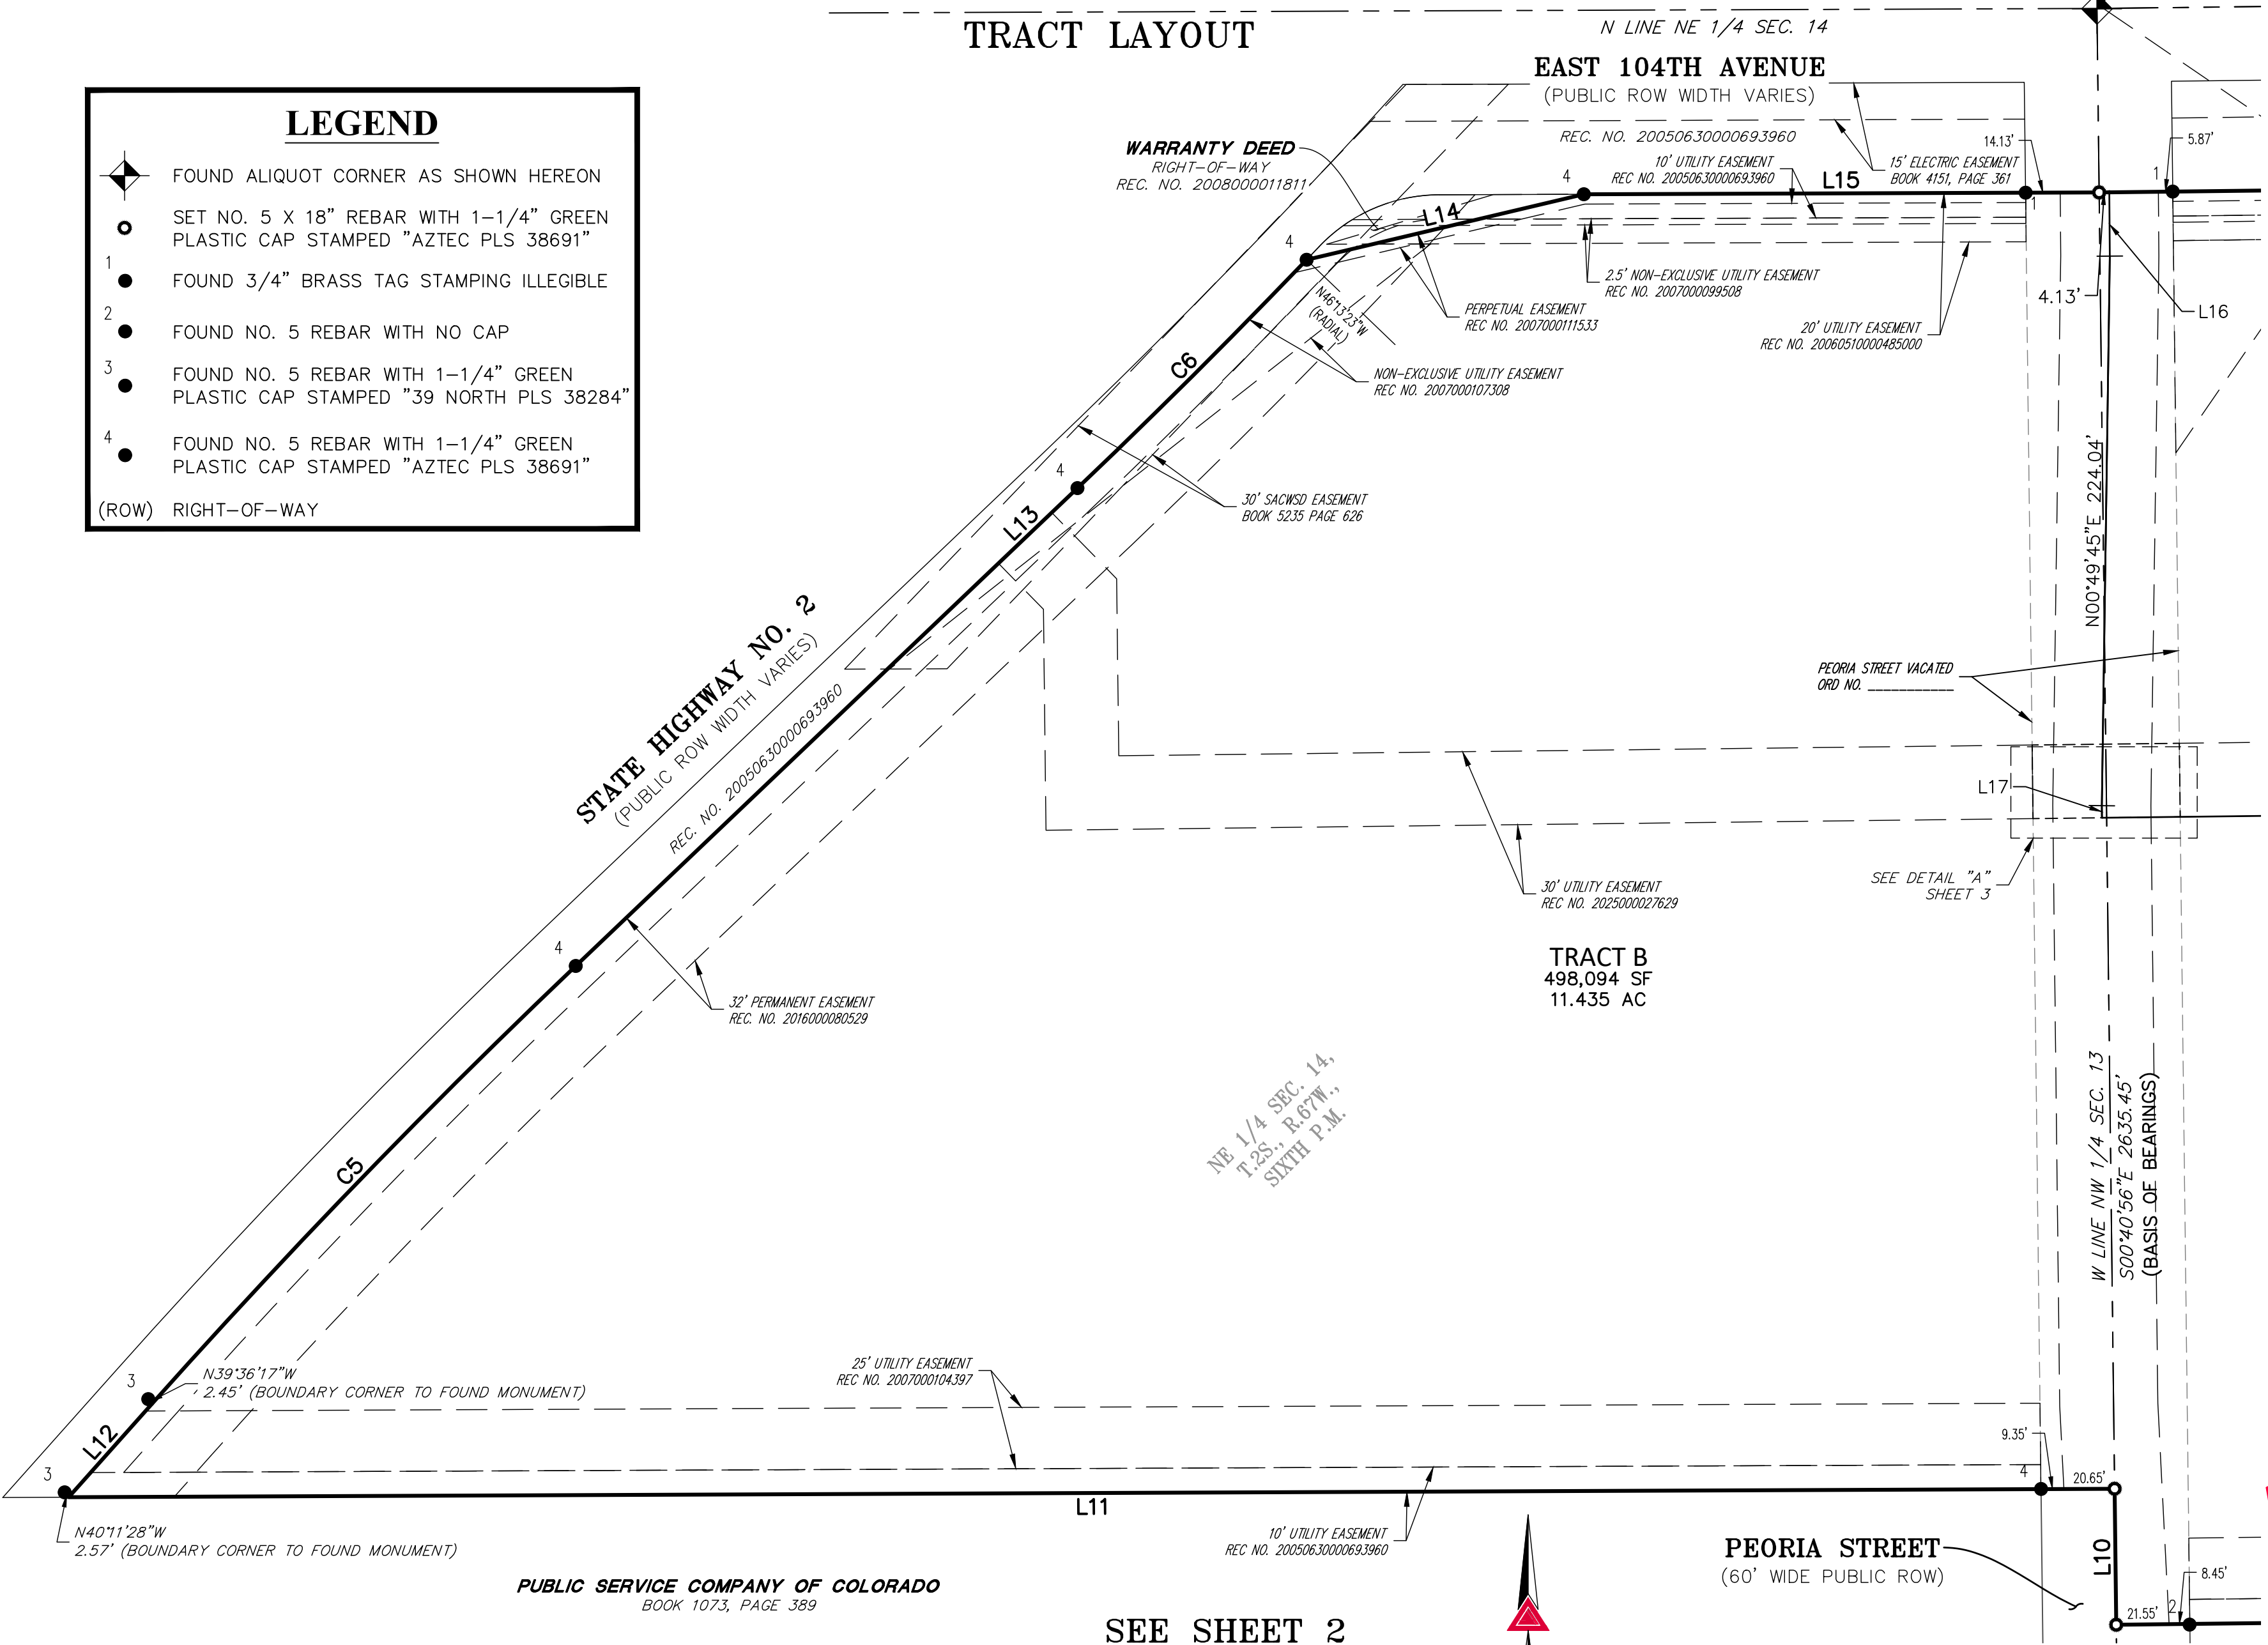 TRACT LAYOUT
N LINE NE 1/4 SEC. 14
EAST 104TH AVENUE
(PUBLIC ROW WIDTH VARIES)
REC. NO. 20050630000693960
LEGEND
FOUND ALIQUOT CORNER AS SHOWN HEREON
SET NO. 5 X 18" REBAR WITH 1-1/4" GREEN
PLASTIC CAP STAMPED "AZTEC PLS 38691"
1
FOUND 3/4" BRASS TAG STAMPING ILLEGIBLE
2
FOUND NO. 5 REBAR WITH NO CAP
3
FOUND NO. 5 REBAR WITH 1-1/4" GREEN
PLASTIC CAP STAMPED "39 NORTH PLS 38284"
4
FOUND NO. 5 REBAR WITH 1-1/4" GREEN
PLASTIC CAP STAMPED "AZTEC PLS 38691"
(ROW) RIGHT-OF-WAY
WARRANTY DEED
RIGHT-OF-WAY
REC. NO. 2008000011811
4
10' UTILITY EASEMENT
REC NO. 20050630000693960
L15
15' ELECTRIC EASEMENT
BOOK 4151, PAGE 361
14.13'
1
1
5.87'
L14
4
N46°13'23"W
(RADIAL)
2.5' NON-EXCLUSIVE UTILITY EASEMENT
REC NO. 2007000099508
PERPETUAL EASEMENT
REC NO. 2007000111533
20' UTILITY EASEMENT
REC NO. 20060510000485000
4.13'
L16
C6
NON-EXCLUSIVE UTILITY EASEMENT
REC NO. 2007000107308
4
L13
30' SACWSD EASEMENT
BOOK 5235 PAGE 626
N00°49'45"E 224.04'
STATE HIGHWAY NO. 2
(PUBLIC ROW WIDTH VARIES)
REC. NO. 20050630000693960
PEORIA STREET VACATED
ORD NO. ___________
L17
SEE DETAIL "A"
SHEET 3
30' UTILITY EASEMENT
REC NO. 2025000027629
4
TRACT B
498,094 SF
11.435 AC
32' PERMANENT EASEMENT
REC. NO. 2016000080529
NE 1/4 SEC. 14,
T.2S., R.67W.,
SIXTH P.M.
W LINE NW 1/4 SEC. 13
S00°40'56"E 2635.45'
(BASIS OF BEARINGS)
C5
3
N39°36'17"W
2.45' (BOUNDARY CORNER TO FOUND MONUMENT)
25' UTILITY EASEMENT
REC NO. 2007000104397
L12
3
9.35'
4
20.65'
L11
N40°11'28"W
2.57' (BOUNDARY CORNER TO FOUND MONUMENT)
10' UTILITY EASEMENT
REC NO. 20050630000693960
PEORIA STREET
(60' WIDE PUBLIC ROW)
L10
8.45'
21.55'
2
PUBLIC SERVICE COMPANY OF COLORADO
BOOK 1073, PAGE 389
SEE SHEET 2